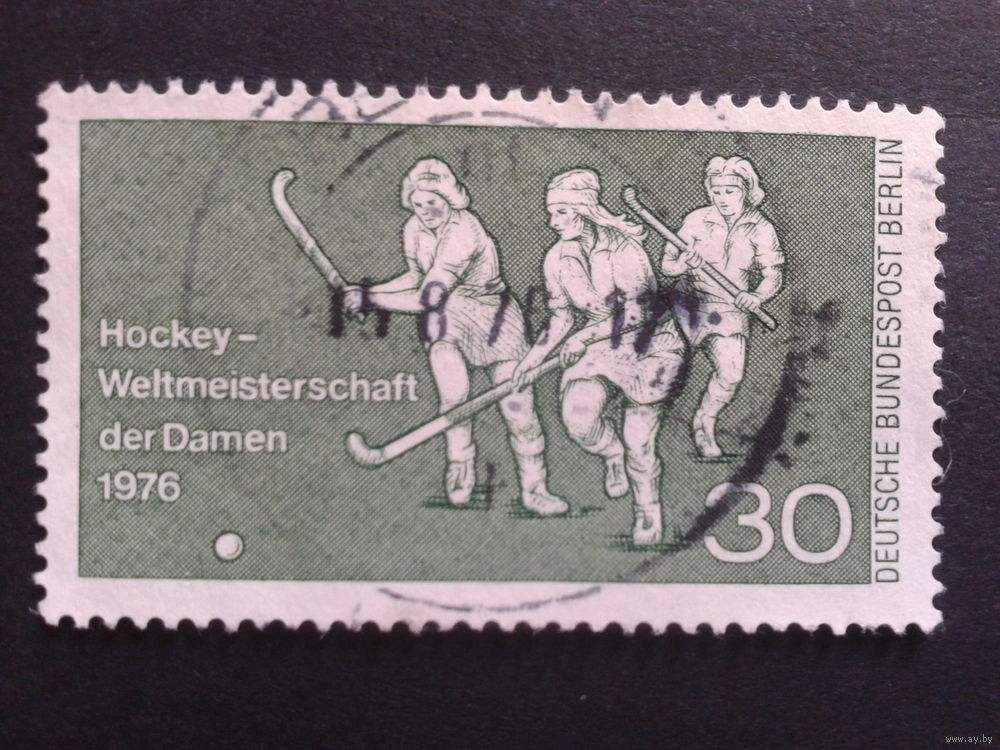 Hockey-
Weltmeisterschaft
der Damen
1976
30
DEUTSCHE BUNDESPOST BERLIN
www.ay.by